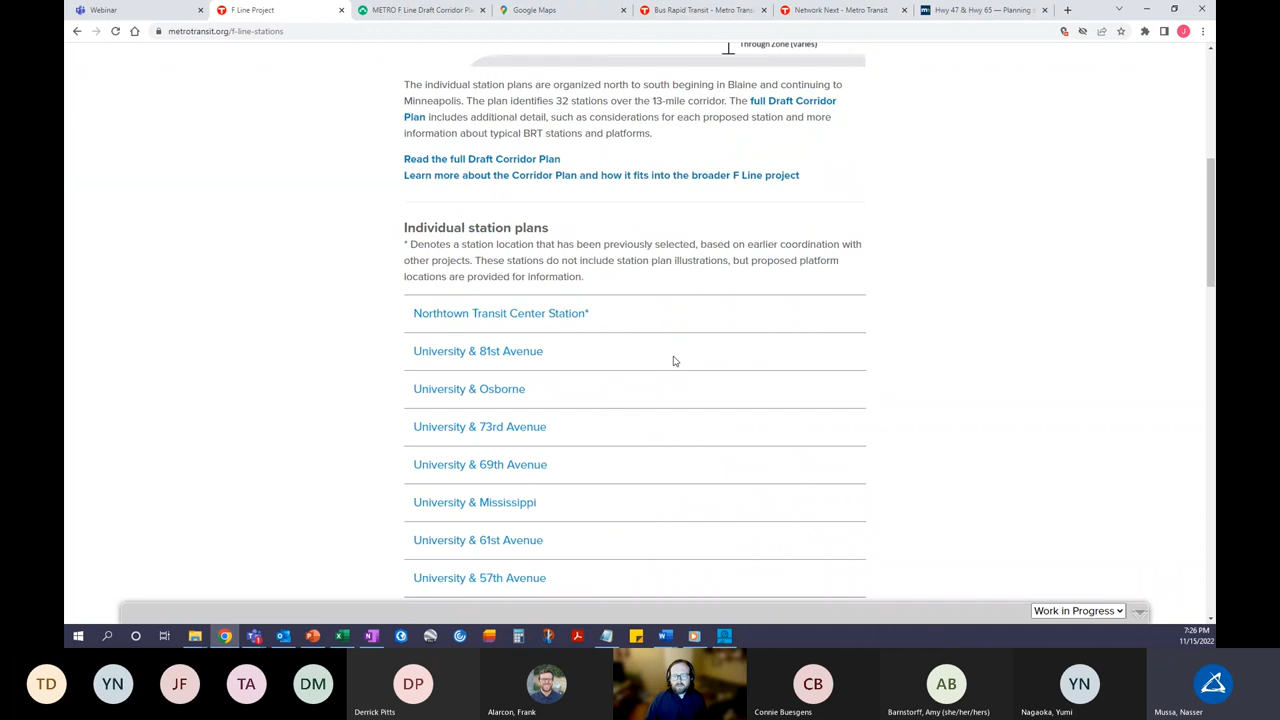 Webinar
F Line Project
METRO F Line Draft Corridor Pla
Google Maps
Bus Rapid Transit - Metro Trans
Network Next - Metro Transit
Hwy 47 & Hwy 65 — Planning s
metrotransit.org/f-line-stations
J
Through Zone (varies)
The individual station plans are organized north to south begining in Blaine and continuing to
Minneapolis. The plan identifies 32 stations over the 13-mile corridor. The full Draft Corridor
Plan includes additional detail, such as considerations for each proposed station and more
information about typical BRT stations and platforms.
Read the full Draft Corridor Plan
Learn more about the Corridor Plan and how it fits into the broader F Line project
Individual station plans
* Denotes a station location that has been previously selected, based on earlier coordination with
other projects. These stations do not include station plan illustrations, but proposed platform
locations are provided for information.
Northtown Transit Center Station*
University & 81st Avenue
University & Osborne
University & 73rd Avenue
University & 69th Avenue
University & Mississippi
University & 61st Avenue
University & 57th Avenue
Work in Progress
7:26 PM
11/15/2022
TD
YN
JF
TA
DM
DP
CB
AB
YN
Derrick Pitts
Alarcon, Frank
Connie Buesgens
Barnstorff, Amy (she/her/hers)
Nagaoka, Yumi
Mussa, Nasser